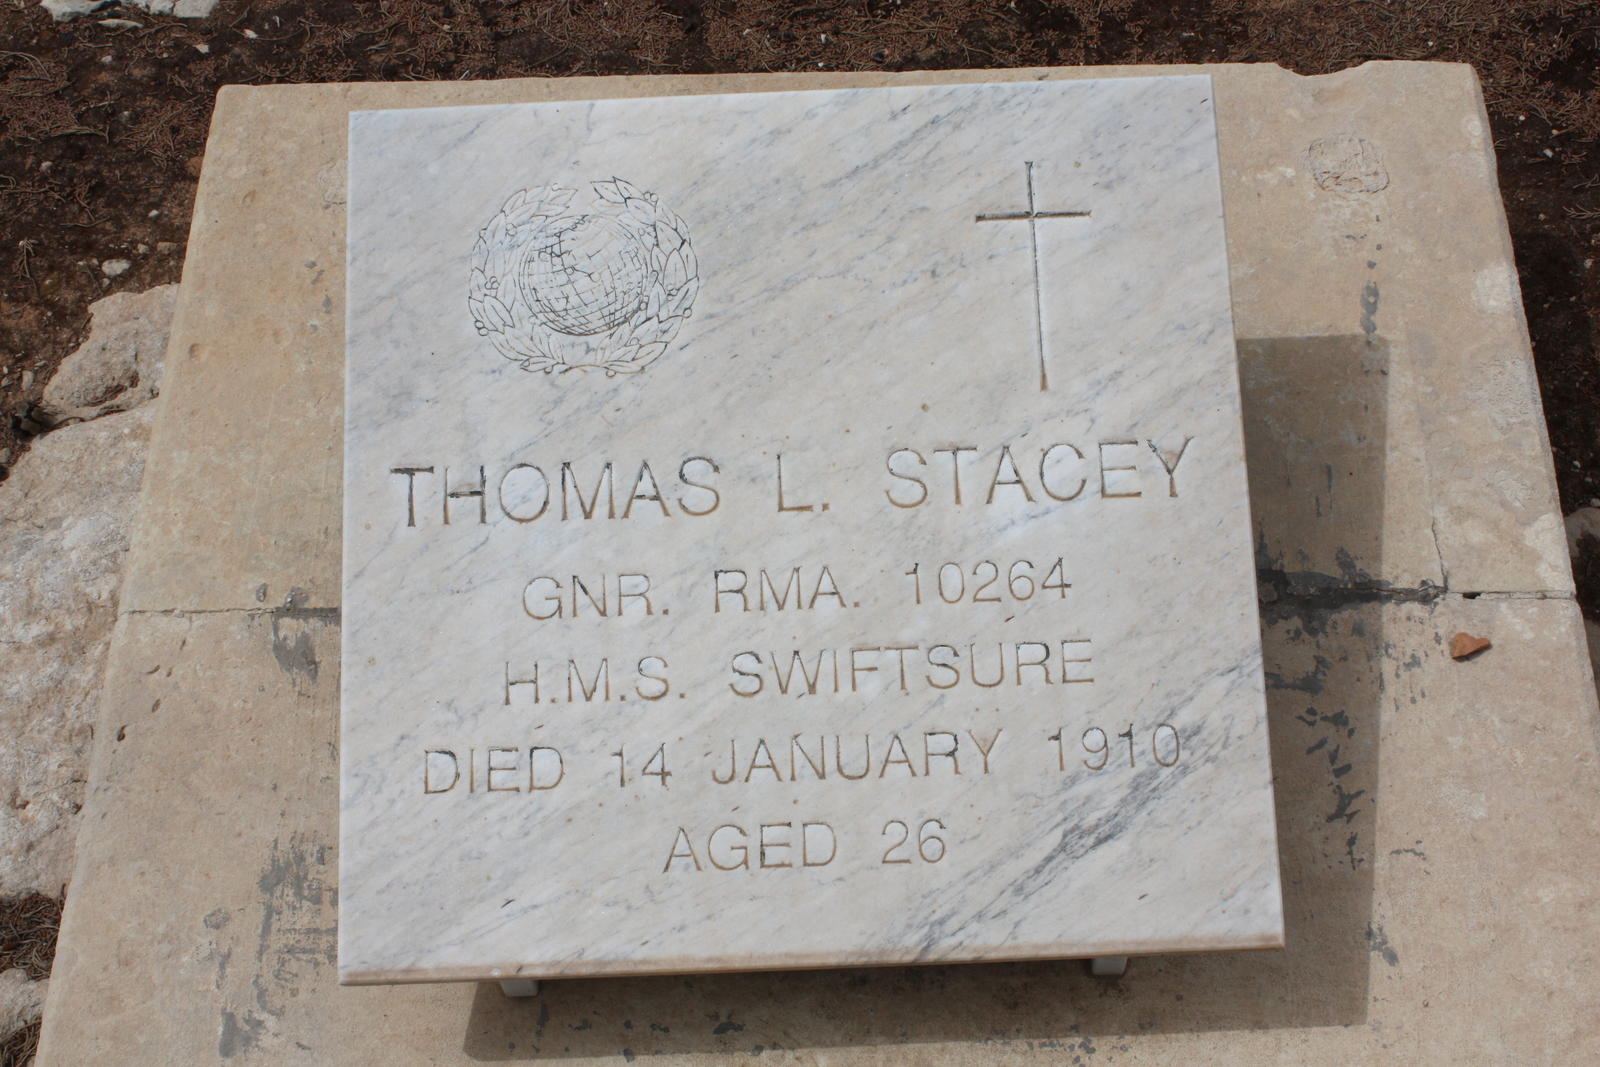 THOMAS L. STACEY
GNR. RMA. 10264
H.M.S. SWIFTSURE
DIED 14 JANUARY 1910
AGED 26